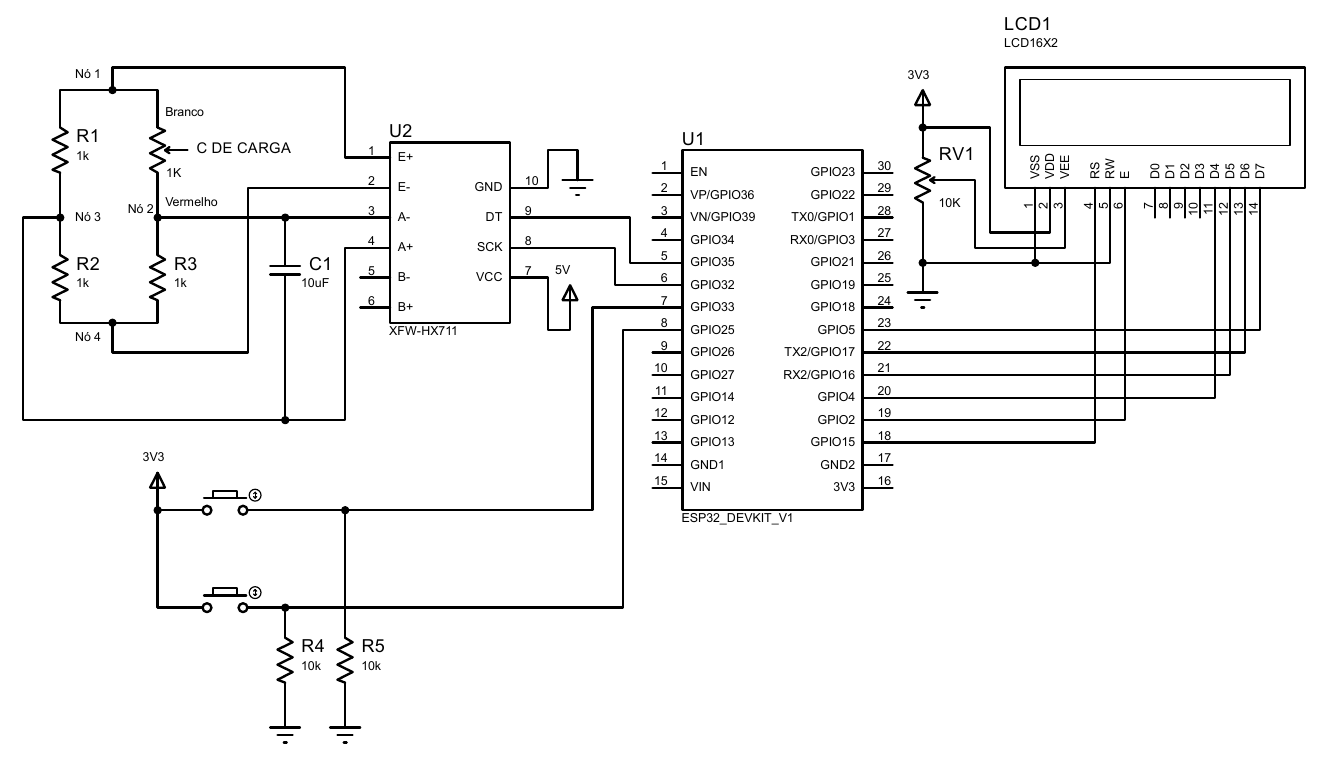 LCD1
LCD16X2
VSS
VDD
VEE
RS
RW
E
D0
D1
D2
D3
D4
D5
D6
D7
1
2
3
4
5
6
7
8
9
10
11
12
13
14
3V3
RV1
10K
Nó 1
Branco
R1
1k
C DE CARGA
1K
Nó 3
Nó 2
Vermelho
R2
1k
R3
1k
Nó 4
C1
10uF
U2
1 E+
2 E-
3 A-
4 A+
5 B-
6 B+
GND 10
DT 9
SCK 8
VCC 7
XFW-HX711
5V
U1
1 EN
2 VP/GPIO36
3 VN/GPIO39
4 GPIO34
5 GPIO35
6 GPIO32
7 GPIO33
8 GPIO25
9 GPIO26
10 GPIO27
11 GPIO14
12 GPIO12
13 GPIO13
14 GND1
15 VIN
GPIO23 30
GPIO22 29
TX0/GPIO1 28
RX0/GPIO3 27
GPIO21 26
GPIO19 25
GPIO18 24
GPIO5 23
TX2/GPIO17 22
RX2/GPIO16 21
GPIO4 20
GPIO2 19
GPIO15 18
GND2 17
3V3 16
ESP32_DEVKIT_V1
3V3
R4
10k
R5
10k